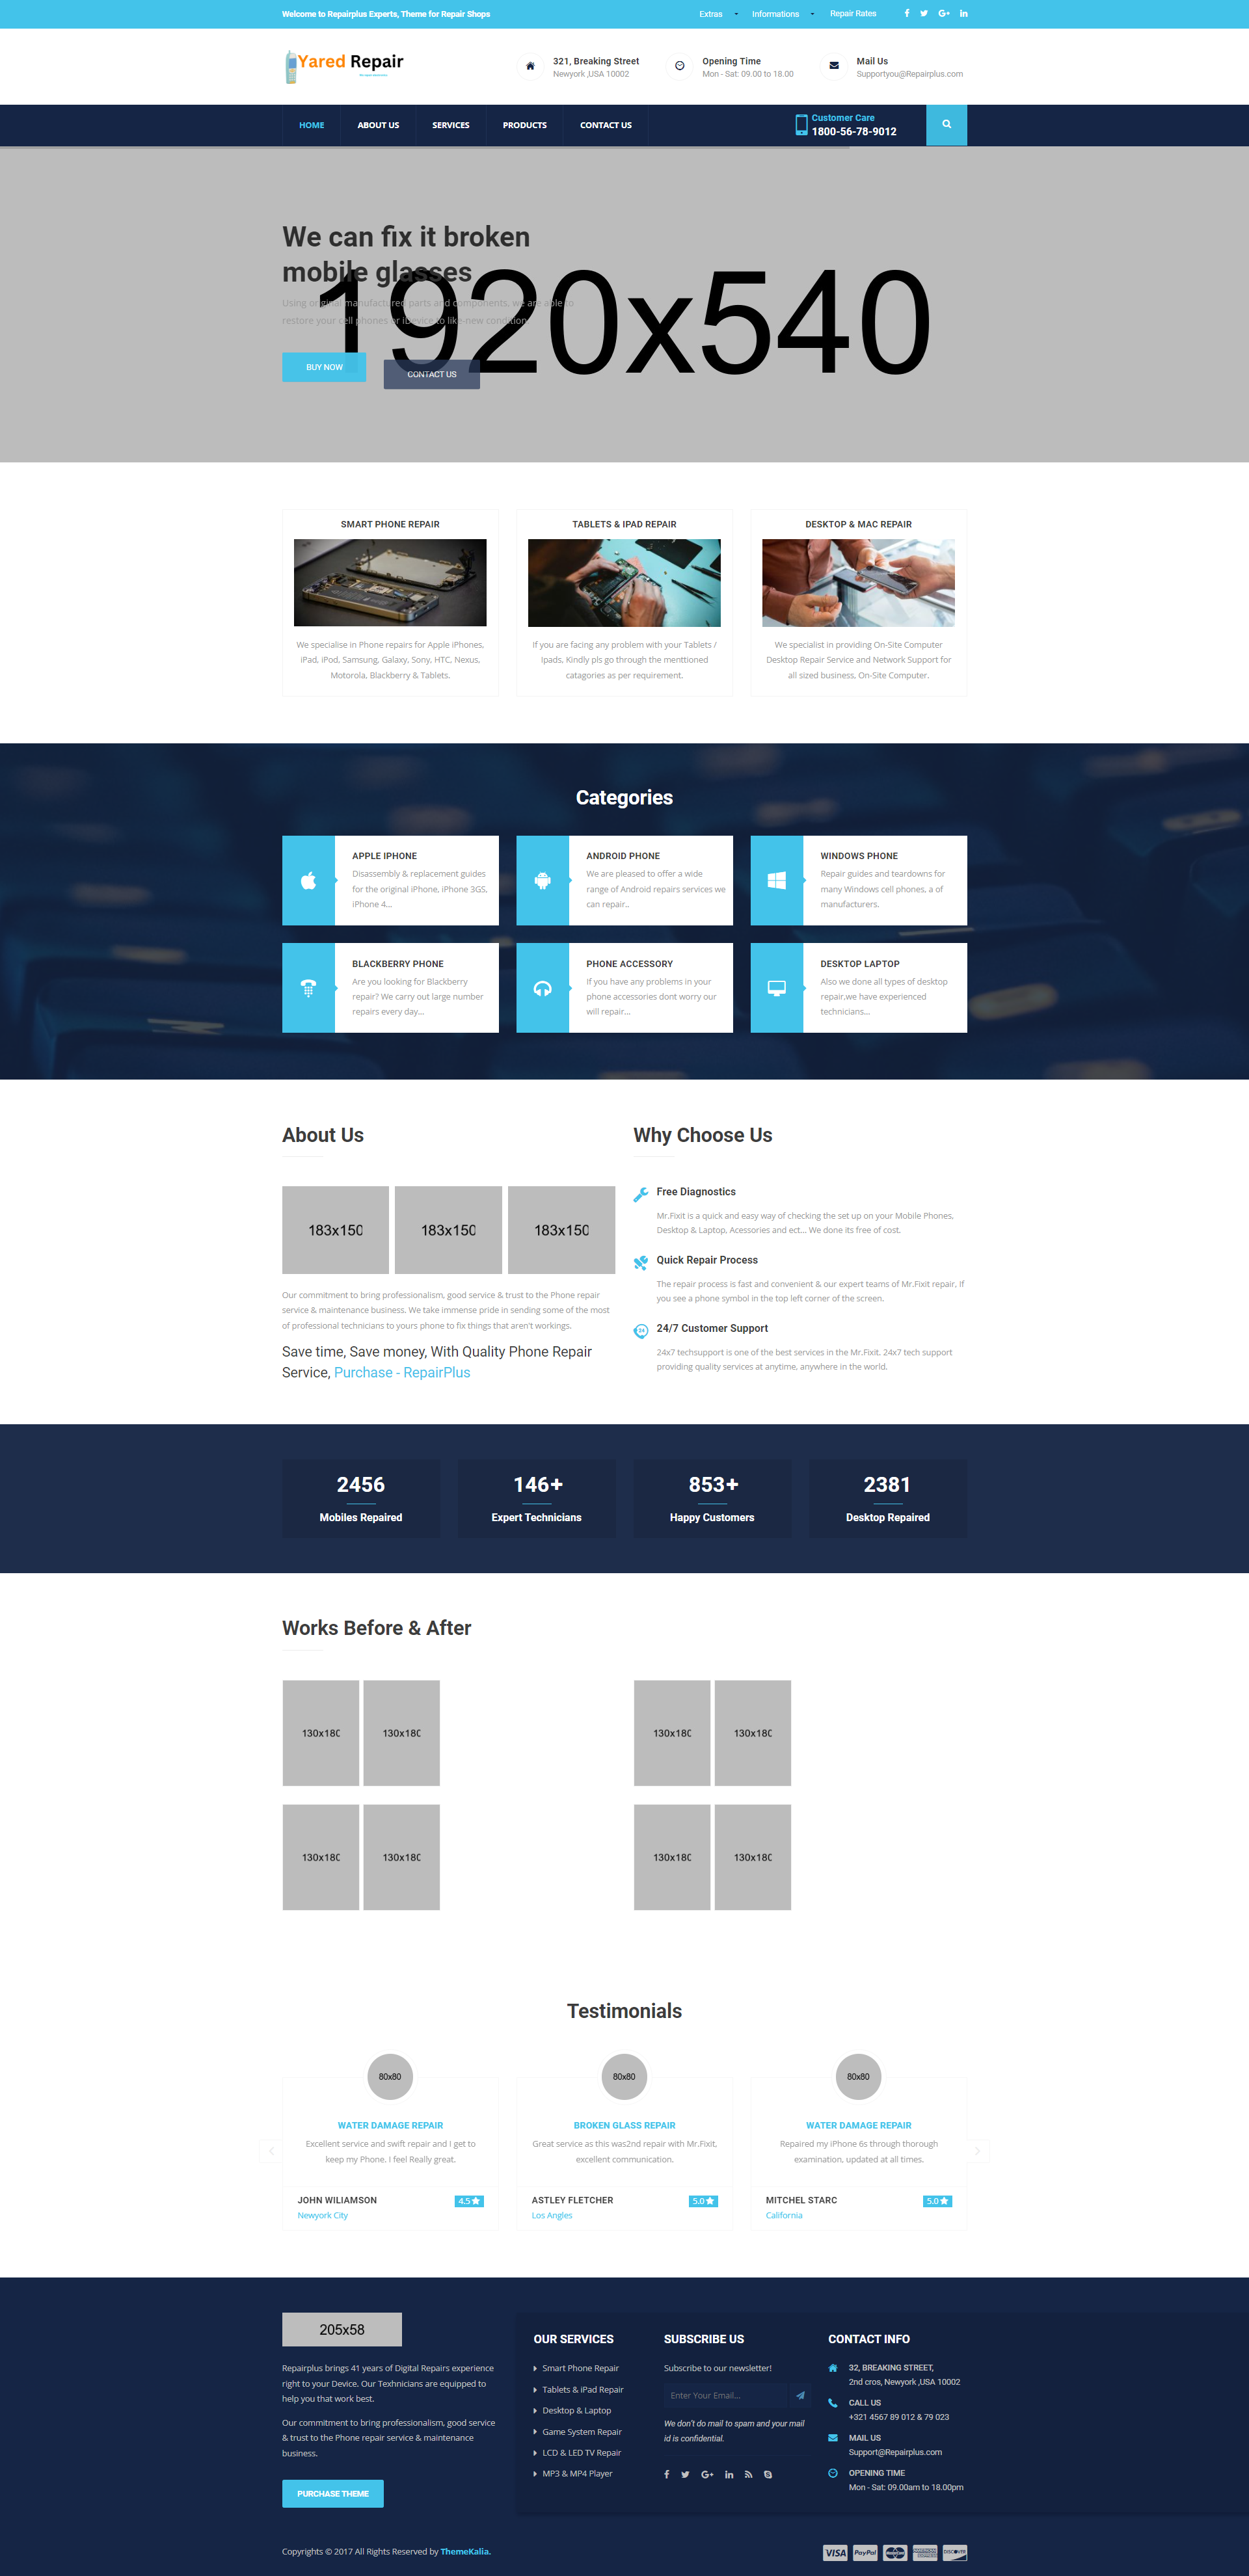 Welcome to Repairplus Experts, Theme for Repair Shops
Extras
Informations
Repair Rates
Yared Repair
321, Breaking Street
Newyork ,USA 10002
Opening Time
Mon - Sat: 09.00 to 18.00
Mail Us
Supportyou@Repairplus.com
HOME
ABOUT US
SERVICES
PRODUCTS
CONTACT US
Customer Care
1800-56-78-9012
We can fix it broken
mobile glasses
1920x540
Using original manufactured parts and components, we are able to
restore your cell phones or iDevice to like-new condition
BUY NOW
CONTACT US
SMART PHONE REPAIR
We specialise in Phone repairs for Apple iPhones,
iPad, iPod, Samsung, Galaxy, Sony, HTC, Nexus,
Motorola, Blackberry & Tablets.
TABLETS & IPAD REPAIR
If you are facing any problem with your Tablets /
Ipads, Kindly pls go through the menttioned
catagories as per requirement.
DESKTOP & MAC REPAIR
We specialist in providing On-Site Computer
Desktop Repair Service and Network Support for
all sized business, On-Site Computer.
Categories
APPLE IPHONE
Disassembly & replacement guides
for the original iPhone, iPhone 3GS,
iPhone 4...
ANDROID PHONE
We are pleased to offer a wide
range of Android repairs services we
can repair..
WINDOWS PHONE
Repair guides and teardowns for
many Windows cell phones, a of
manufacturers.
BLACKBERRY PHONE
Are you looking for Blackberry
repair? We carry out large number
repairs every day...
PHONE ACCESSORY
If you have any problems in your
phone accessories dont worry our
will repair...
DESKTOP LAPTOP
Also we done all types of desktop
repair.we have experienced
technicians...
About Us
183x150
183x150
183x150
Our commitment to bring professionalism, good service & trust to the Phone repair
service & maintenance business. We take immense pride in sending some of the most
of professional technicians to yours phone to fix things that aren't workings.
Save time, Save money, With Quality Phone Repair
Service, Purchase - RepairPlus
Why Choose Us
Free Diagnostics
Mr.Fixit is a quick and easy way of checking the set up on your Mobile Phones,
Desktop & Laptop, Acessories and ect... We done its free of cost.
Quick Repair Process
The repair process is fast and convenient & our expert teams of Mr.Fixit repair, If
you see a phone symbol in the top left corner of the screen.
24/7 Customer Support
24x7 techsupport is one of the best services in the Mr.Fixit. 24x7 tech support
providing quality services at anytime, anywhere in the world.
2456
Mobiles Repaired
146+
Expert Technicians
853+
Happy Customers
2381
Desktop Repaired
Works Before & After
130x180
130x180
130x180
130x180
130x180
130x180
130x180
130x180
Testimonials
80x80
WATER DAMAGE REPAIR
Excellent service and swift repair and I get to
keep my Phone. I feel Really great.
JOHN WILIAMSON
4.5
Newyork City
80x80
BROKEN GLASS REPAIR
Great service as this was2nd repair with Mr.Fixit,
excellent communication.
ASTLEY FLETCHER
5.0
Los Angles
80x80
WATER DAMAGE REPAIR
Repaired my iPhone 6s through thorough
examination, updated at all times.
MITCHEL STARC
5.0
California
205x58
Repairplus brings 41 years of Digital Repairs experience
right to your Device. Our Texhnicians are equipped to
help you that work best.
Our commitment to bring professionalism, good service
& trust to the Phone repair service & maintenance
business.
PURCHASE THEME
OUR SERVICES
Smart Phone Repair
Tablets & iPad Repair
Desktop & Laptop
Game System Repair
LCD & LED TV Repair
MP3 & MP4 Player
SUBSCRIBE US
Subscribe to our newsletter!
Enter Your Email...
We don't do mail to spam and your mail
id is confidential.
CONTACT INFO
32, BREAKING STREET,
2nd cros, Newyork ,USA 10002
CALL US
+321 4567 89 012 & 79 023
MAIL US
Support@Repairplus.com
OPENING TIME
Mon - Sat: 09.00am to 18.00pm
Copyrights © 2017 All Rights Reserved by ThemeKalia.
VISA
PayPal
DISCOVER